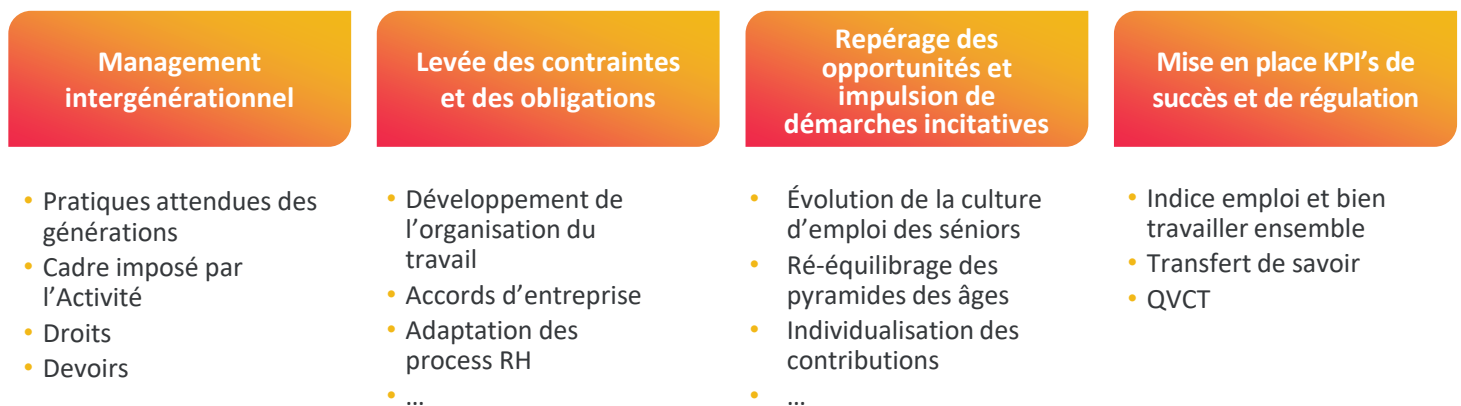 Management
intergénérationnel
• Pratiques attendues des
générations
• Cadre imposé par
l’Activité
• Droits
• Devoirs
Levée des contraintes
et des obligations
• Développement de
l’organisation du
travail
• Accords d’entreprise
• Adaptation des
process RH
• …
Repérage des
opportunités et
impulsion de
démarches incitatives
• Évolution de la culture
d’emploi des séniors
• Ré-équilibrage des
pyramides des âges
• Individualisation des
contributions
• …
Mise en place KPI’s de
succès et de régulation
• Indice emploi et bien
travailler ensemble
• Transfert de savoir
• QVCT